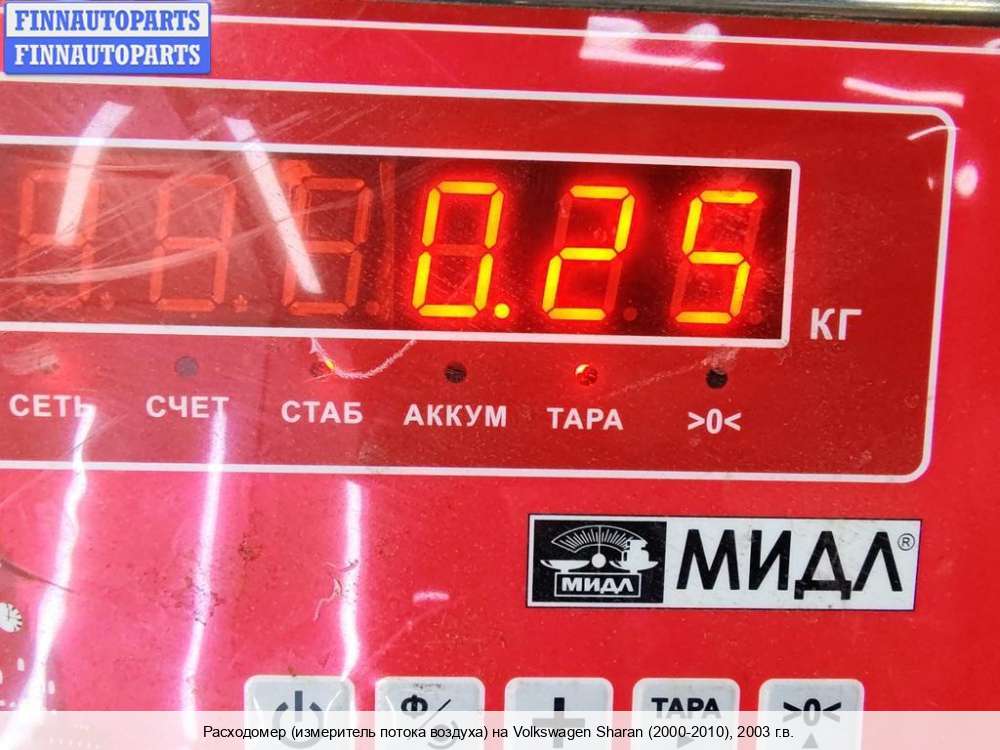 FINNAUTOPARTS
FINNAUTOPARTS
0.25
КГ
СЕТЬ СЧЕТ СТАБ АККУМ ТАРА >0<
МИДЛ МИДЛ®
Ф/ + ТАРА >0<
Расходомер (измеритель потока воздуха) на Volkswagen Sharan (2000-2010), 2003 г.в.